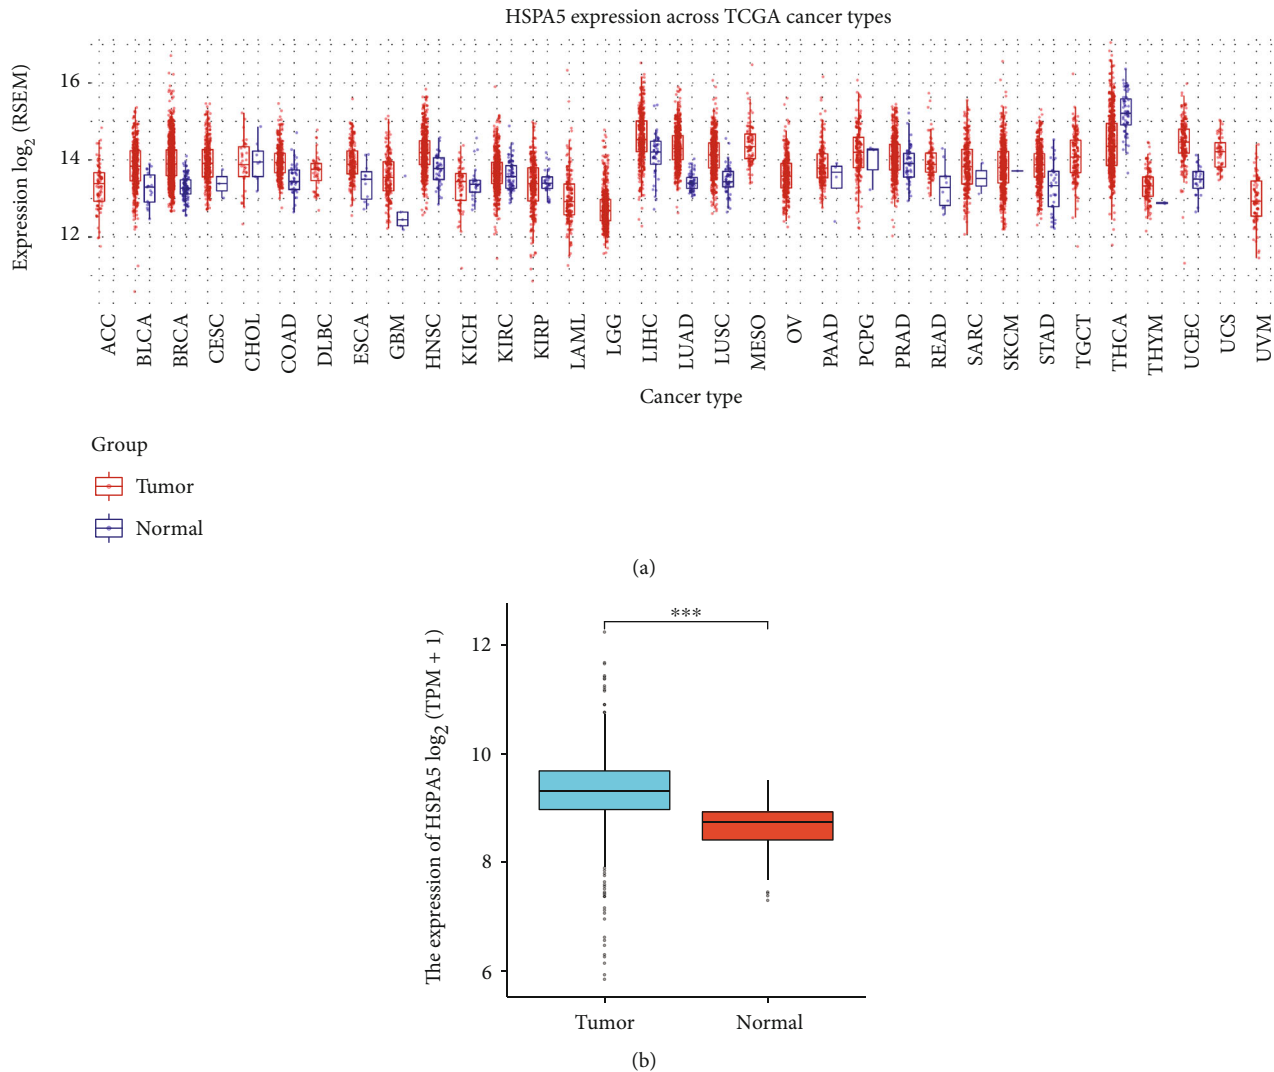 HSPA5 expression across TCGA cancer types
Expression log2 (RSEM)
16
14
12
ACC
BLCA
BRCA
CESC
CHOL
COAD
DLBC
ESCA
GBM
HNSC
KICH
KIRC
KIRP
LAML
LGG
LIHC
LUAD
LUSC
MESO
OV
PAAD
PCPG
PRAD
READ
SARC
SKCM
STAD
TGCT
THCA
THYM
UCEC
UCS
UVM
Cancer type
Group
Tumor
Normal
(a)
The expression of HSPA5 log2 (TPM + 1)
***
12
10
8
6
Tumor
Normal
(b)